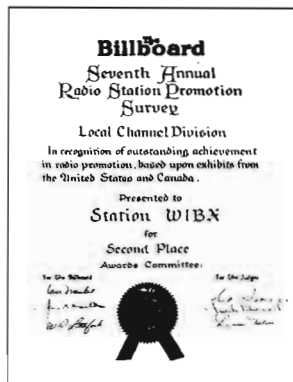 The
Billboard
Seventh Annual
Radio Station Promotion
Survey
Local Channel Division
In recognition of outstanding achievement
in radio promotion, based upon exhibits from
the United States and Canada.
Presented to
Station WIBX
for
Second Place
Awards Committee:
For The Billboard
For The Judges